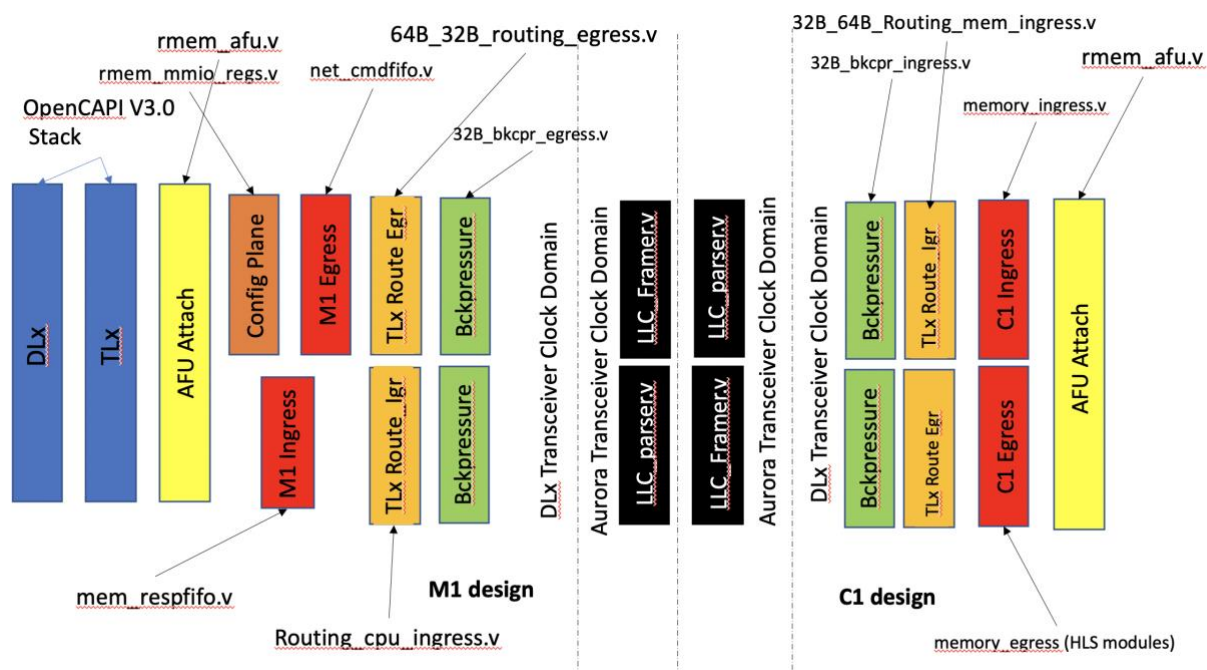 32B_64B_Routing_mem_ingress.v
64B_32B_routing_egress.v
rmem_afu.v
rmem_afu.v
32B_bkcpr_ingress.v
rmem_mmio_regs.v
net_cmdfifo.v
OpenCAPI V3.0
Stack
memory_ingress.v
32B_bkpr_egress.v
DLx
TLx
AFU Attach
Config Plane
M1 Egress
TLx Route Egr
Bckpressure
DLx Transceiver Clock Domain
Aurora Transceiver Clock Domain
LLC_Framer.v
LLC_parser.v
Aurora Transceiver Clock Domain
DLx Transceiver Clock Domain
Bckpressure
TLx Route_Igr
C1 Ingress
AFU Attach
M1 Ingress
TLx Route_Igr
Bckpressure
LLC_parser.v
LLC_Framer.v
Bckpressure
TLx Route Egr
C1 Egress
mem_respfifo.v
M1 design
C1 design
Routing_cpu_ingress.v
memory_egress (HLS modules)